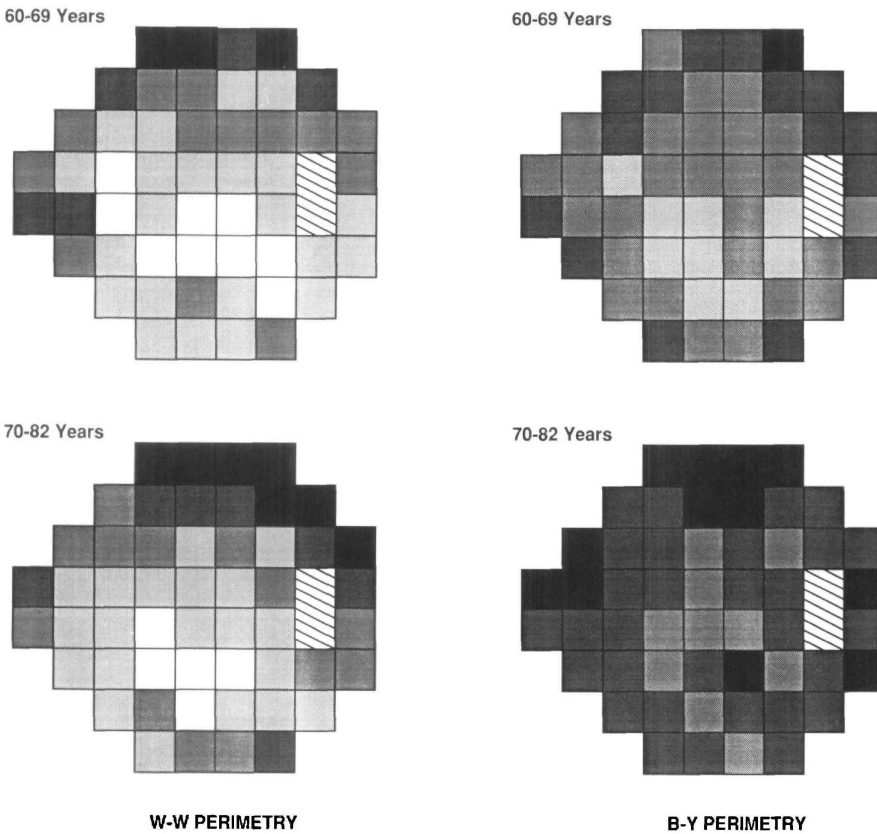 60-69 Years
60-69 Years
70-82 Years
70-82 Years
W-W PERIMETRY
B-Y PERIMETRY